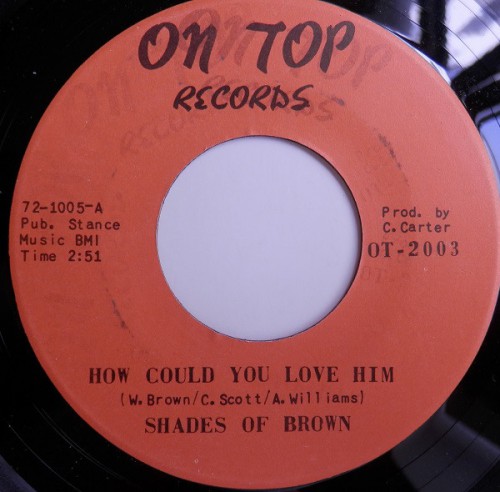 ON TOP
RECORDS
72-1005-A
Pub. Stance
Music BMI
Time 2:51
Prod. by
C. Carter
OT-2003
HOW COULD YOU LOVE HIM
(W. Brown/C. Scott/A. Williams)
SHADES OF BROWN